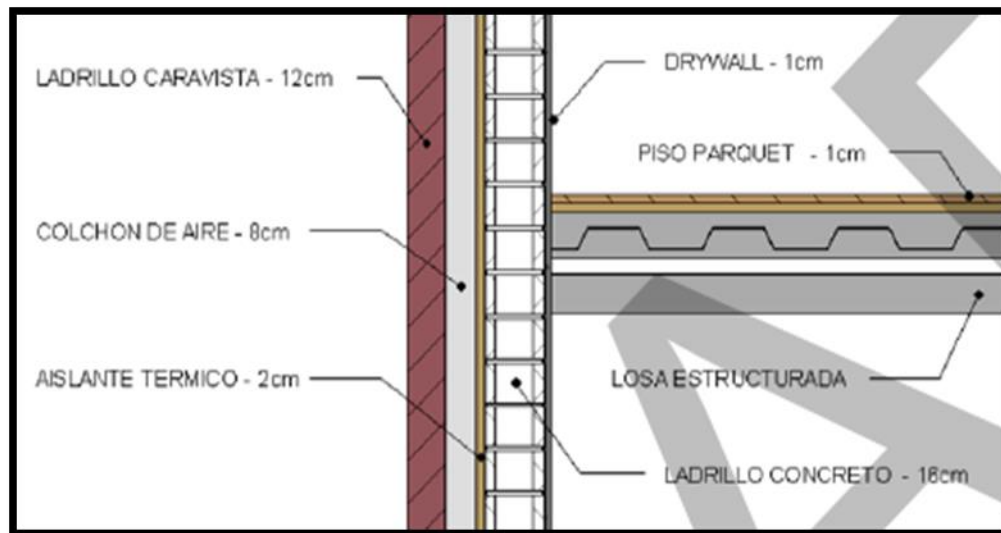 LADRILLO CARAVISTA - 12cm
COLCHON DE AIRE - 8cm
AISLANTE TERMICO - 2cm
DRYWALL - 1cm
PISO PARQUET - 1cm
LOSA ESTRUCTURADA
LADRILLO CONCRETO - 16cm